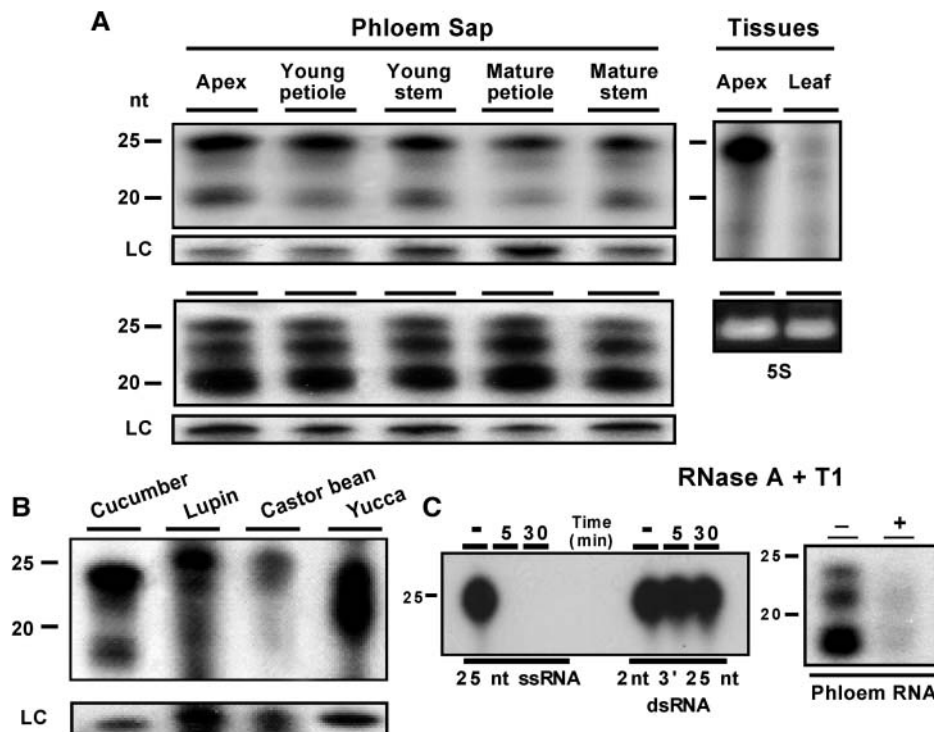 A
Phloem Sap
Tissues
nt
Apex
Young petiole
Young stem
Mature petiole
Mature stem
Apex
Leaf
25
20
LC
25
20
LC
5S
B
Cucumber
Lupin
Castor bean
Yucca
25
20
LC
C
RNase A + T1
-
5
30
Time (min)
-
5
30
25
25 nt ssRNA
2nt 3' 25 nt dsRNA
–
+
25
20
Phloem RNA